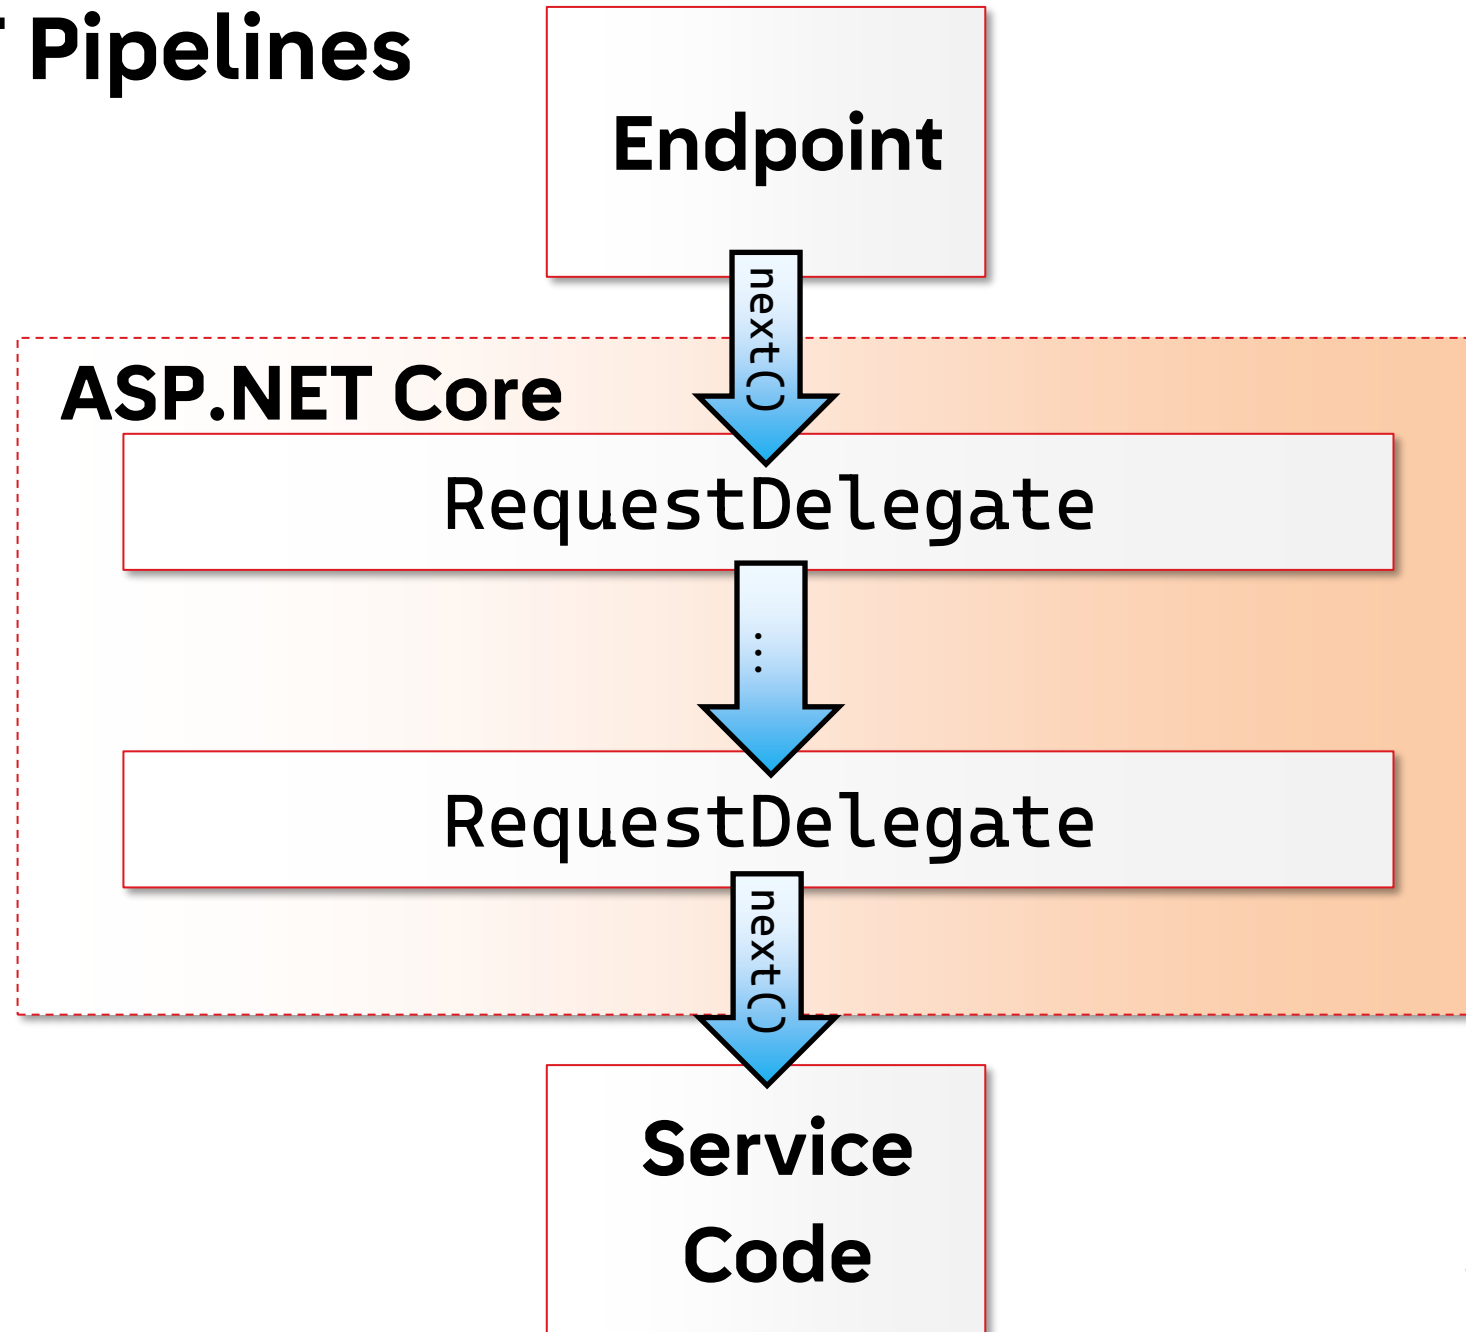 Pipelines
Endpoint
next()
ASP.NET Core
RequestDelegate
...
RequestDelegate
next()
Service
Code